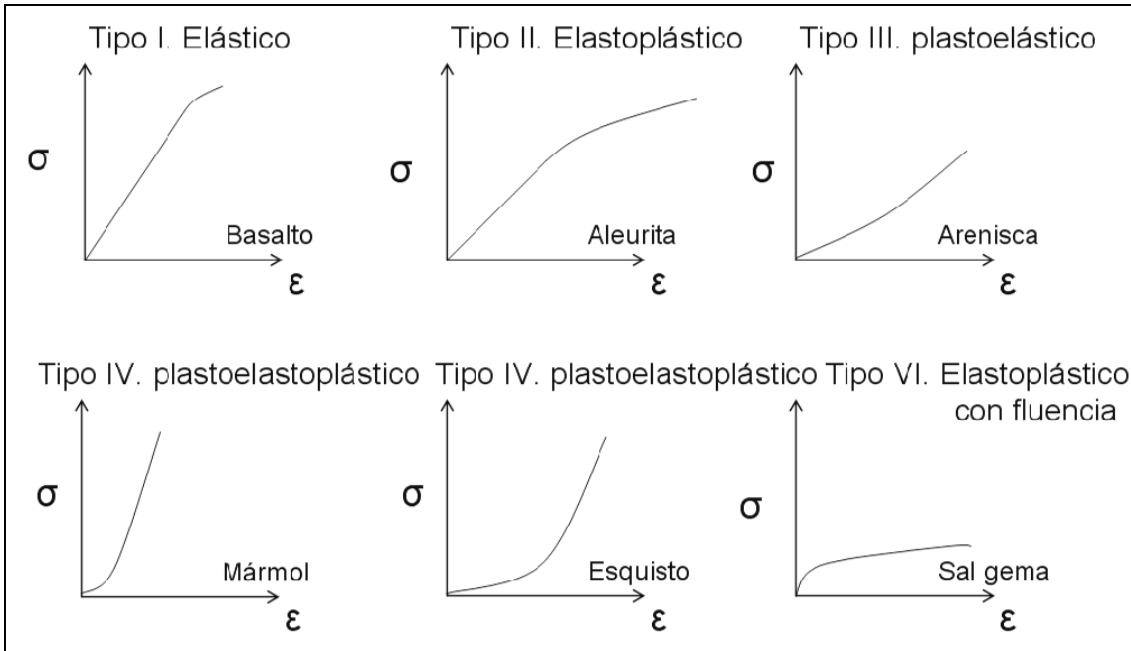 Tipo I. Elástico
σ
Basalto
ε
Tipo II. Elastoplástico
σ
Aleurita
ε
Tipo III. plastoelástico
σ
Arenisca
ε
Tipo IV. plastoelastoplástico
σ
Mármol
ε
Tipo IV. plastoelastoplástico
σ
Esquisto
ε
Tipo VI. Elastoplástico
con fluencia
σ
Sal gema
ε